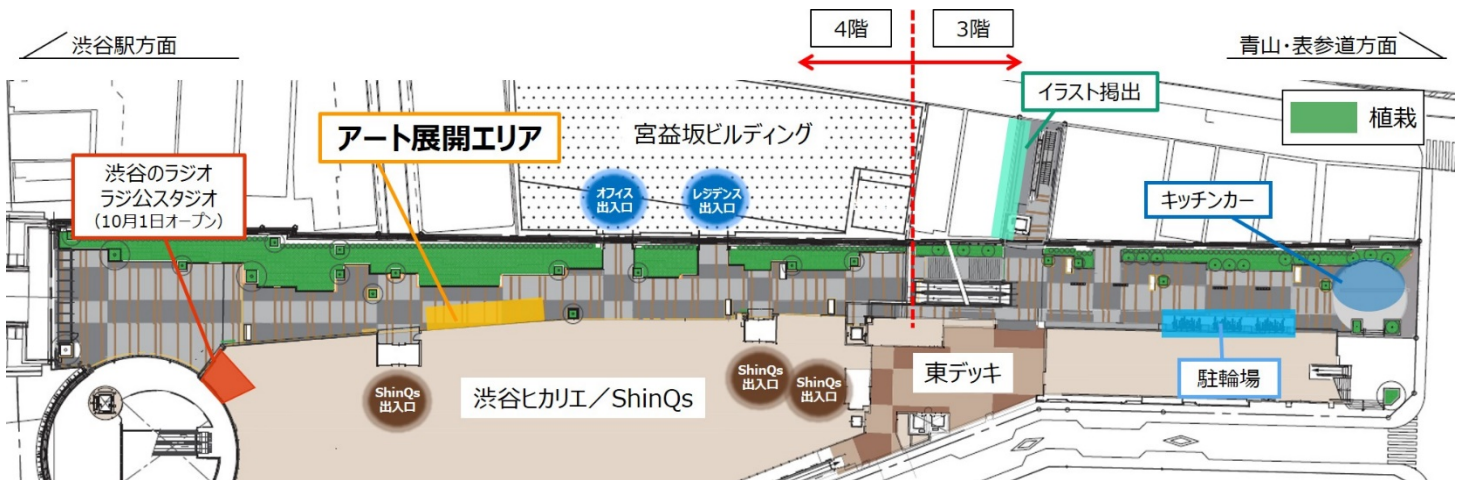 渋谷駅方面
4階
3階
青山・表参道方面
イラスト掲出
植栽
アート展開エリア
宮益坂ビルディング
渋谷のラジオ
ラジ公スタジオ
（10月1日オープン）
オフィス
出入口
レジデンス
出入口
キッチンカー
ShinQs
出入口
渋谷ヒカリエ／ShinQs
ShinQs
出入口
ShinQs
出入口
東デッキ
駐輪場